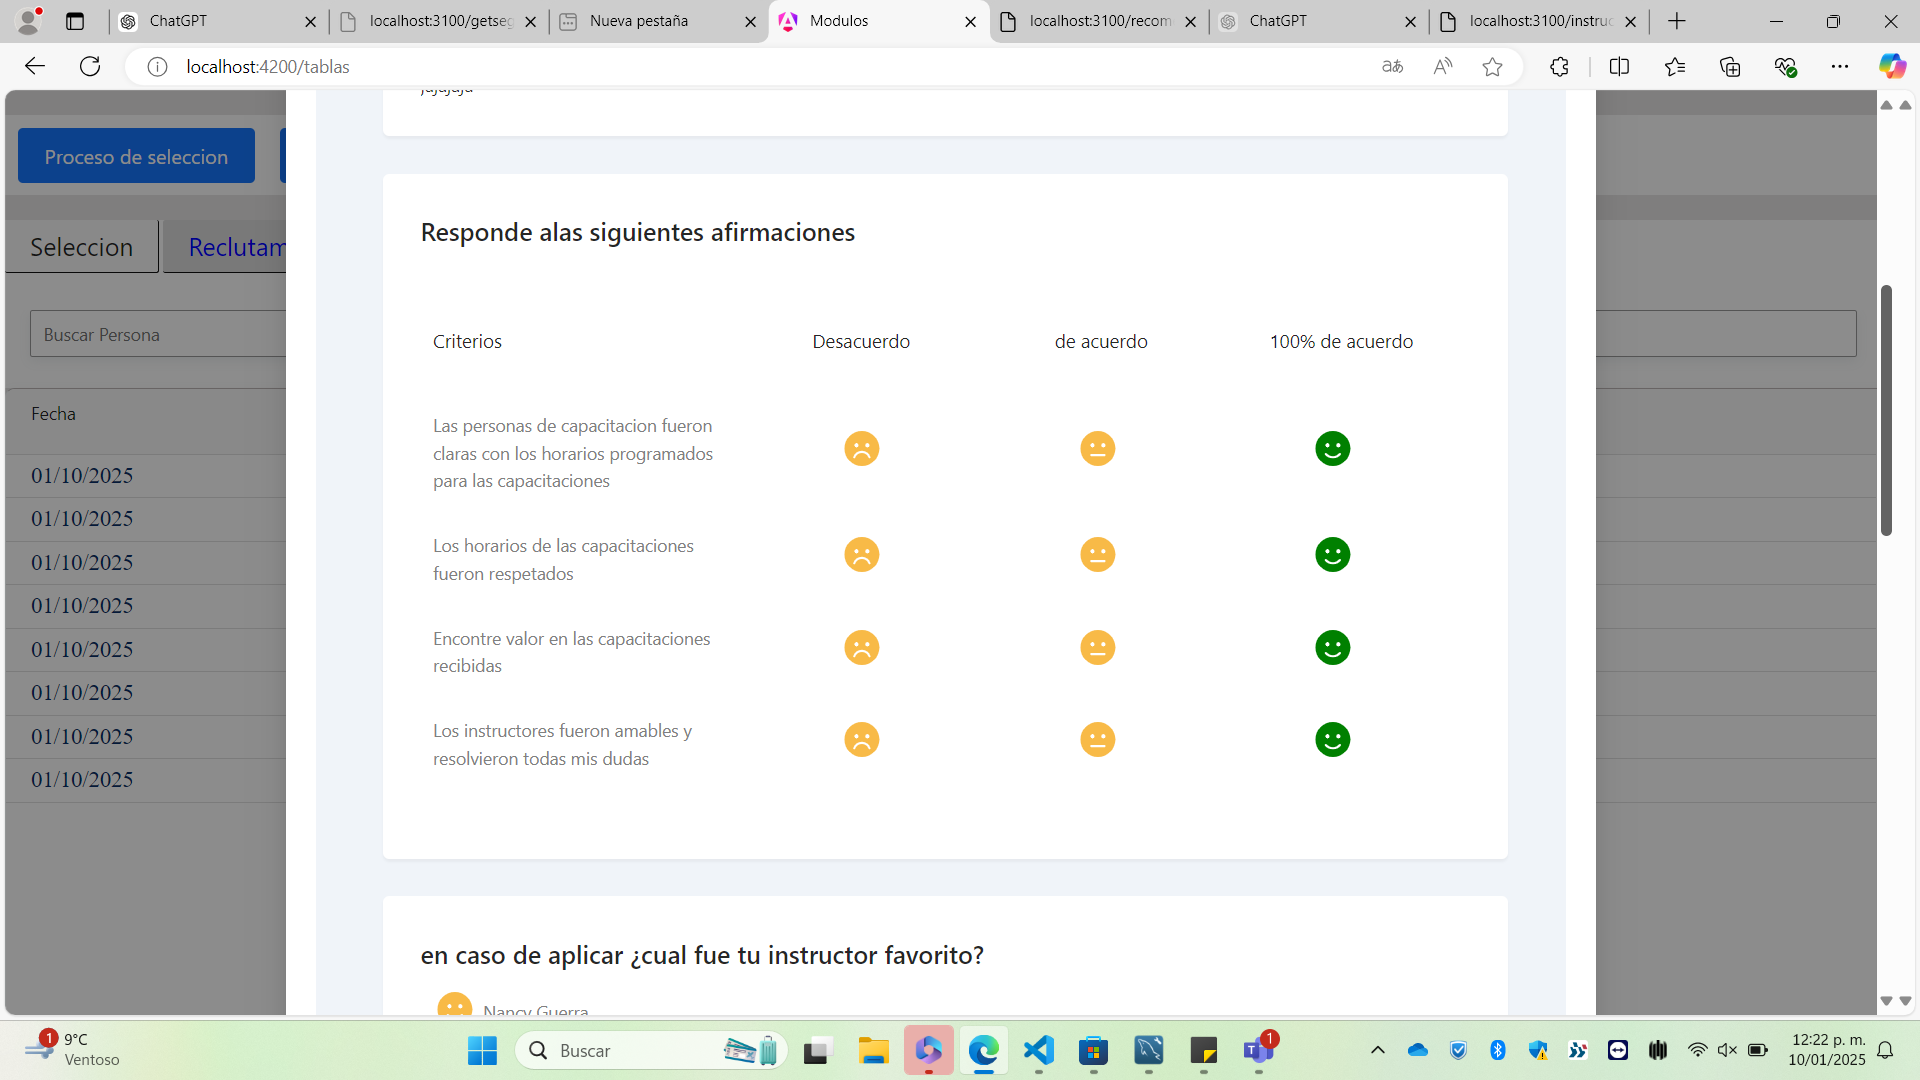 ChatGPT
localhost:3100/getseg
Nueva pestaña
Modulos
localhost:3100/recom
ChatGPT
localhost:3100/instruc
localhost:4200/tablas
Proceso de seleccion
Seleccion
Reclutam
Buscar Persona
Fecha
01/10/2025
01/10/2025
01/10/2025
01/10/2025
01/10/2025
01/10/2025
01/10/2025
01/10/2025
jajajaja
Responde alas siguientes afirmaciones
Criterios Desacuerdo de acuerdo 100% de acuerdo
Las personas de capacitacion fueron
claras con los horarios programados
para las capacitaciones
Los horarios de las capacitaciones
fueron respetados
Encontre valor en las capacitaciones
recibidas
Los instructores fueron amables y
resolvieron todas mis dudas
en caso de aplicar ¿cual fue tu instructor favorito?
Nancy Guerra
1
9°C
Ventoso
Buscar
1
12:22 p. m.
10/01/2025